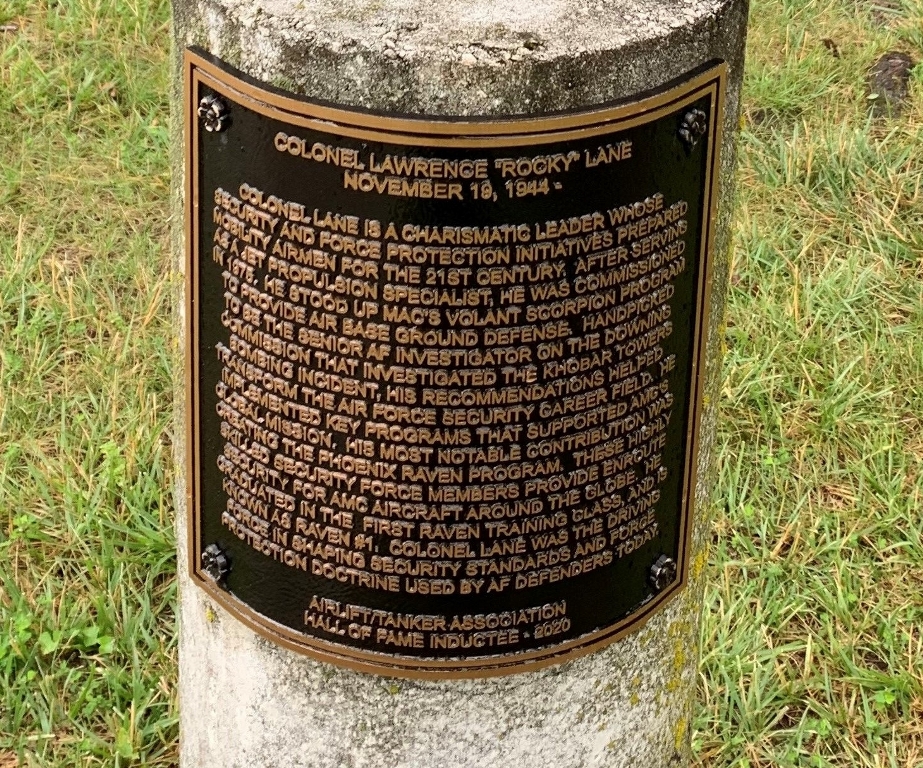 COLONEL LAWRENCE "ROCKY" LANE
NOVEMBER 19, 1944 -
COLONEL LANE IS A CHARISMATIC LEADER WHOSE
SECURITY AND FORCE PROTECTION INITIATIVES PREPARED
MOBILITY AIRMEN FOR THE 21ST CENTURY. AFTER SERVING
AS A JET PROPULSION SPECIALIST, HE WAS COMMISSIONED
IN 1975. HE STOOD UP MAC'S VOLANT SCORPION PROGRAM
TO PROVIDE AIR BASE GROUND DEFENSE. HANDPICKED
TO BE THE SENIOR AF INVESTIGATOR ON THE DOWNING
COMMISSION THAT INVESTIGATED THE KHOBAR TOWERS
BOMBING INCIDENT, HIS RECOMMENDATIONS HELPED
TRANSFORM THE AIR FORCE SECURITY CAREER FIELD. HE
IMPLEMENTED KEY PROGRAMS THAT SUPPORTED AMC'S
GLOBAL MISSION. HIS MOST NOTABLE CONTRIBUTION WAS
CREATING THE PHOENIX RAVEN PROGRAM. THESE HIGHLY
SKILLED SECURITY FORCE MEMBERS PROVIDE ENROUTE
SECURITY FOR AMC AIRCRAFT AROUND THE GLOBE. HE
GRADUATED IN THE FIRST RAVEN TRAINING CLASS, AND IS
KNOWN AS RAVEN #1. COLONEL LANE WAS THE DRIVING
FORCE IN SHAPING SECURITY STANDARDS AND FORCE
PROTECTION DOCTRINE USED BY AF DEFENDERS TODAY.
AIRLIFT/TANKER ASSOCIATION
HALL OF FAME INDUCTEE - 2020